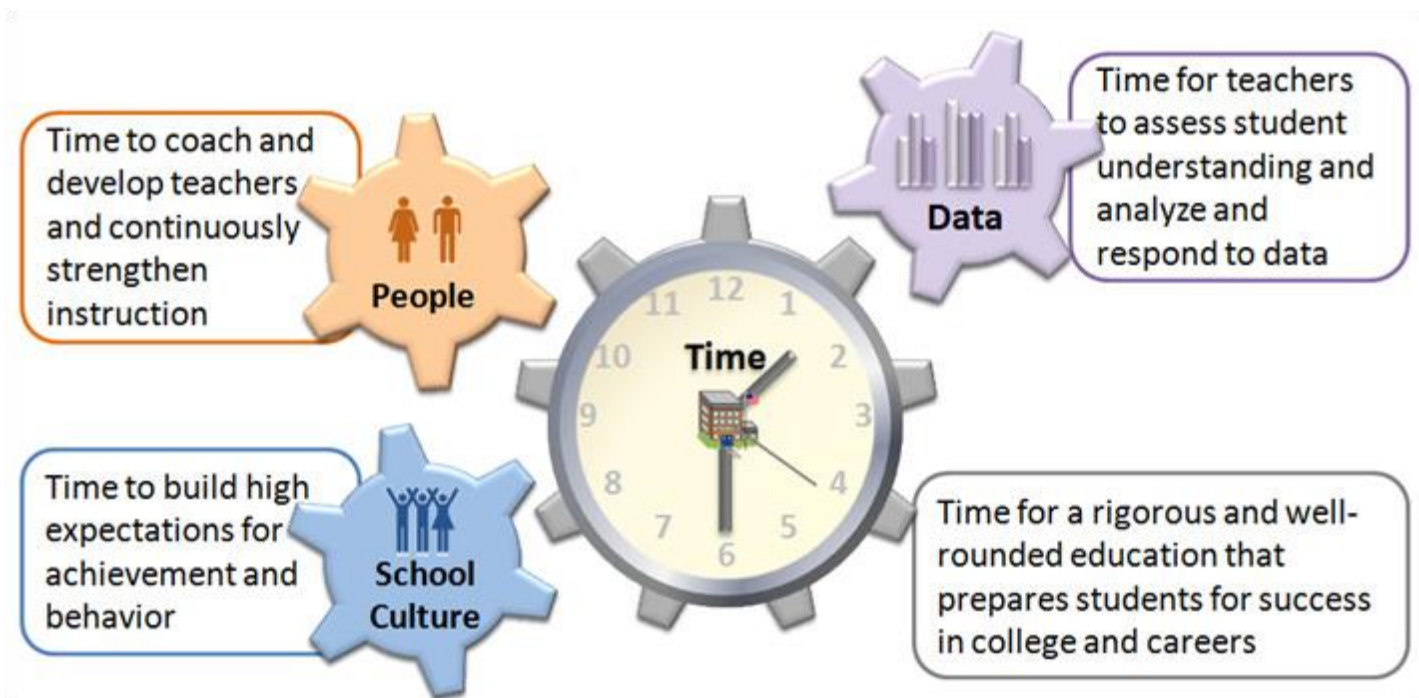 Time to coach and
develop teachers
and continuously
strengthen
instruction
People
Data
Time for teachers
to assess student
understanding and
analyze and
respond to data
Time
12
1
2
3
4
5
6
7
8
9
10
11
Time to build high
expectations for
achievement and
behavior
School
Culture
Time for a rigorous and well-
rounded education that
prepares students for success
in college and careers